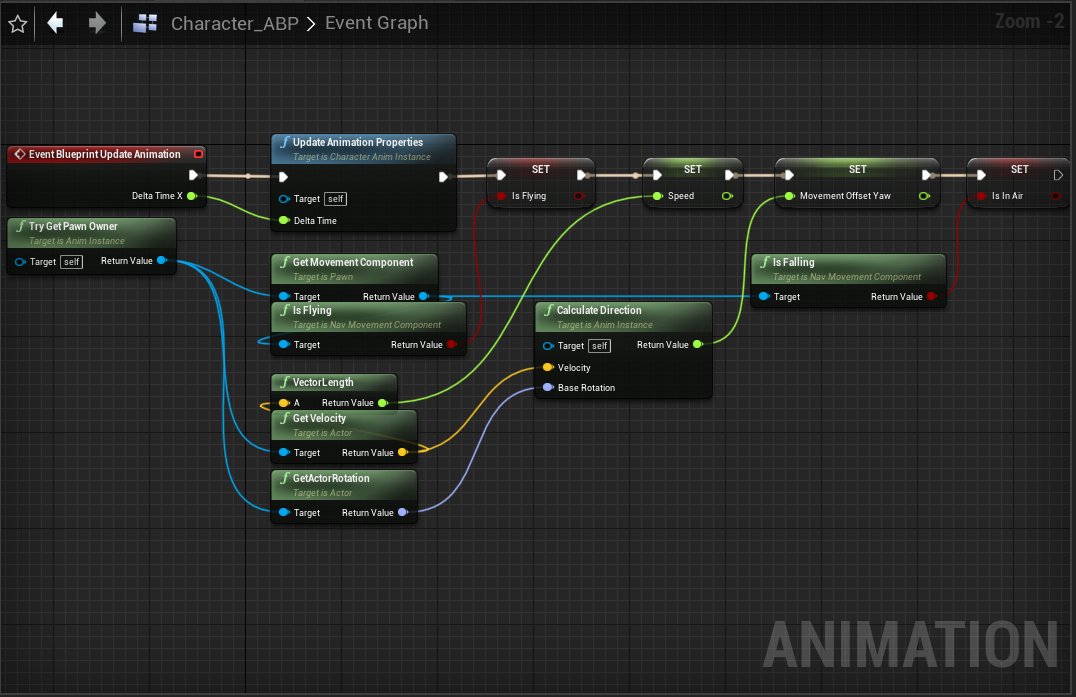 Character_ABP > Event Graph
Zoom -2
Event Blueprint Update Animation
Delta Time X
Try Get Pawn Owner
Target is Anim Instance
Target self Return Value
f Update Animation Properties
Target is Character Anim Instance
Target self
Delta Time
SET
Is Flying
SET
Speed
SET
Movement Offset Yaw
SET
Is In Air
f Get Movement Component
Target is Pawn
Target Return Value
f Is Flying
Target is Nav Movement Component
Target Return Value
f Is Falling
Target is Nav Movement Component
Target Return Value
f Calculate Direction
Target is Anim Instance
Target self Return Value
Velocity
Base Rotation
f VectorLength
A Return Value
f Get Velocity
Target is Actor
Target Return Value
f GetActorRotation
Target is Actor
Target Return Value
ANIMATION